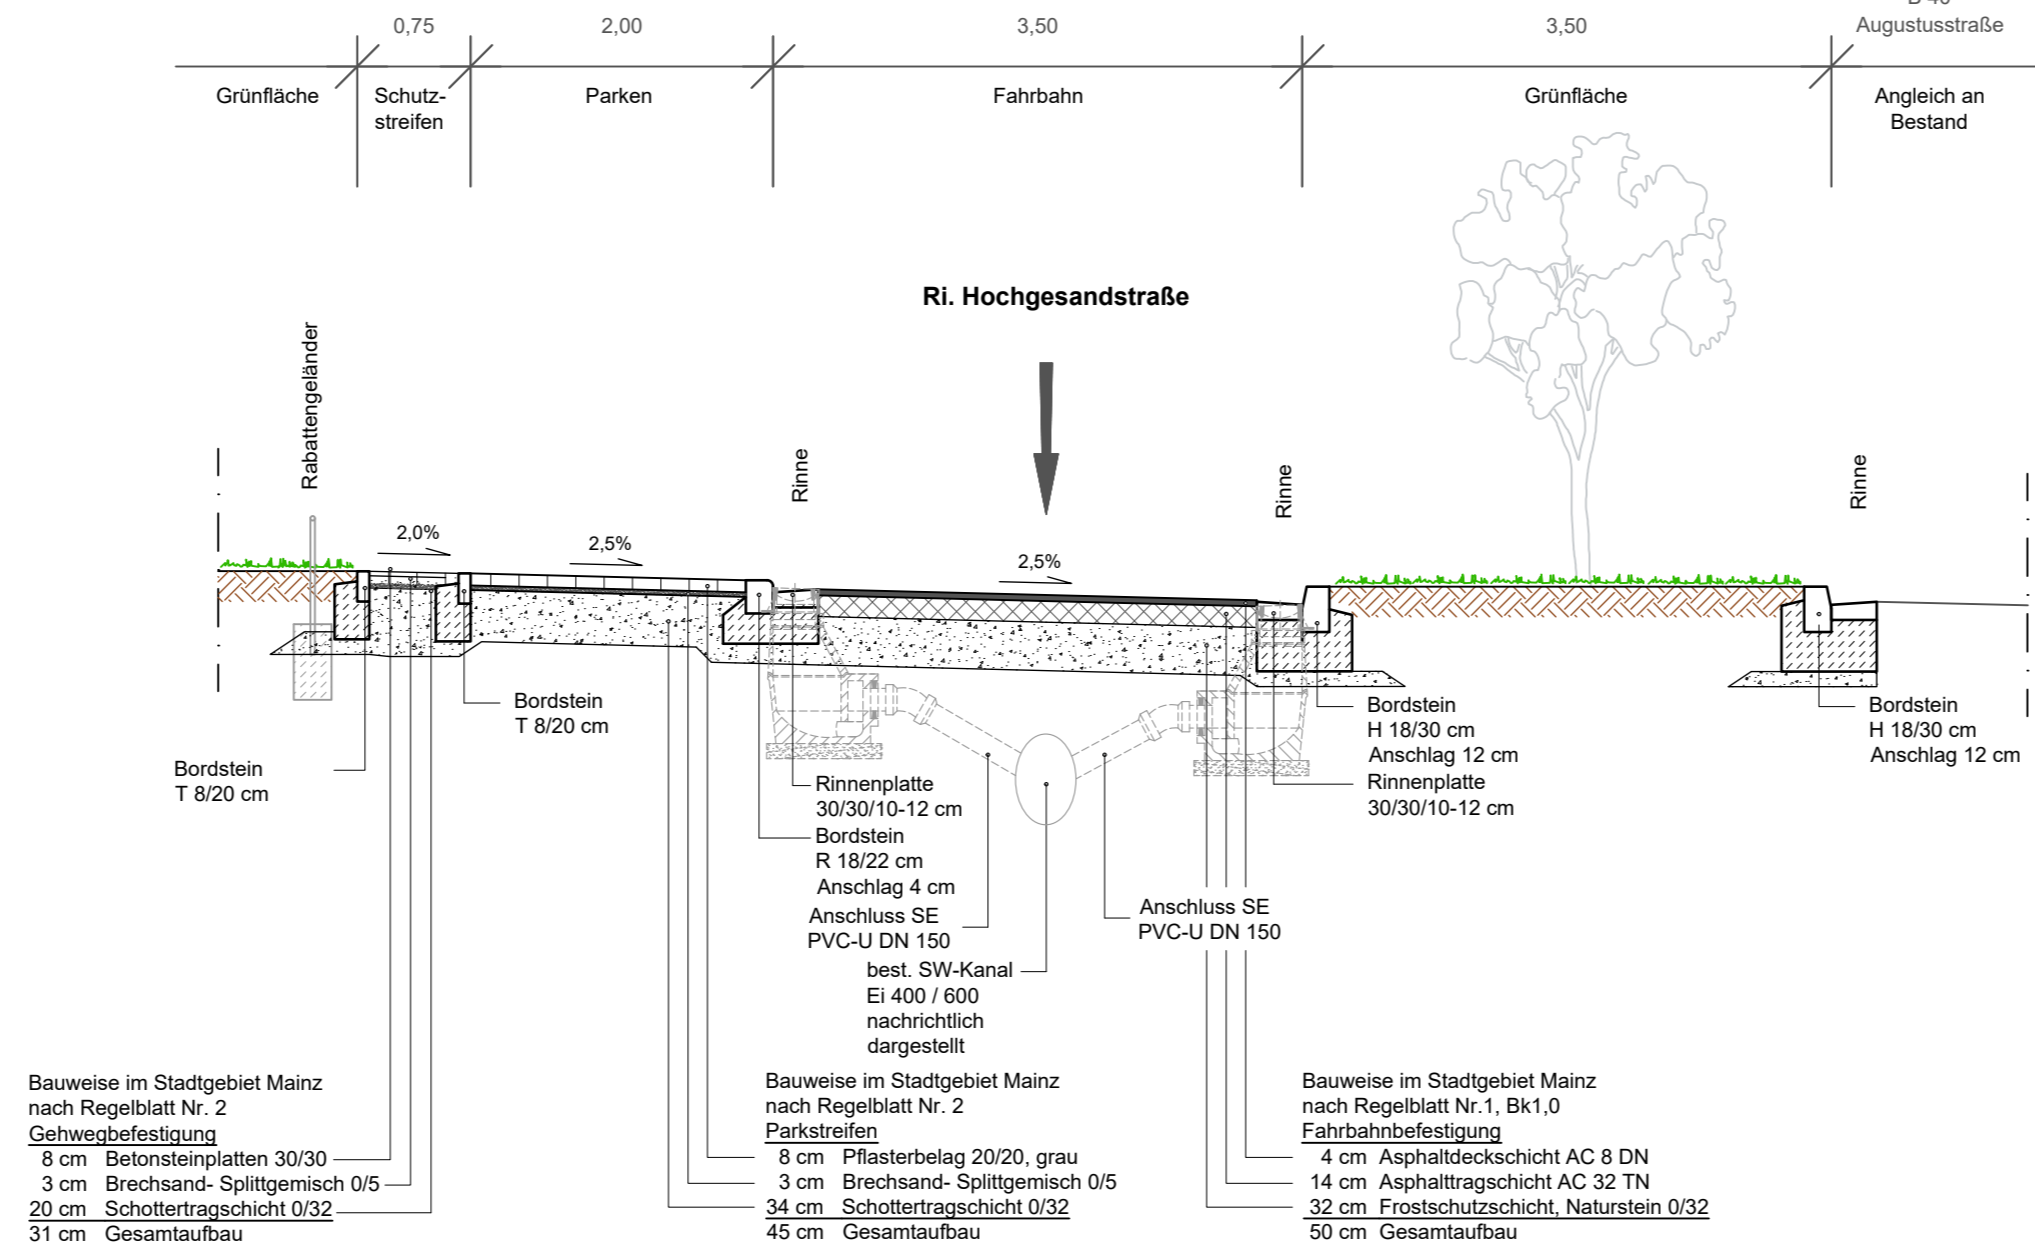 0,75
2,00
3,50
3,50
Augustusstraße
Grünfläche
Schutz-
streifen
Parken
Fahrbahn
Grünfläche
Angleich an
Bestand
Ri. Hochgesandstraße
Rabattengeländer
Rinne
Rinne
Rinne
2,0%
2,5%
2,5%
Bordstein
T 8/20 cm
Bordstein
T 8/20 cm
Rinnenplatte
30/30/10-12 cm
Bordstein
R 18/22 cm
Anschlag 4 cm
Anschluss SE
PVC-U DN 150
best. SW-Kanal
Ei 400 / 600
nachrichtlich
dargestellt
Anschluss SE
PVC-U DN 150
Bordstein
H 18/30 cm
Anschlag 12 cm
Rinnenplatte
30/30/10-12 cm
Bordstein
H 18/30 cm
Anschlag 12 cm
Bauweise im Stadtgebiet Mainz
nach Regelblatt Nr. 2
Gehwegbefestigung
8 cm Betonsteinplatten 30/30
3 cm Brechsand- Splittgemisch 0/5
20 cm Schottertragschicht 0/32
31 cm Gesamtaufbau
Bauweise im Stadtgebiet Mainz
nach Regelblatt Nr. 2
Parkstreifen
8 cm Pflasterbelag 20/20, grau
3 cm Brechsand- Splittgemisch 0/5
34 cm Schottertragschicht 0/32
45 cm Gesamtaufbau
Bauweise im Stadtgebiet Mainz
nach Regelblatt Nr.1, Bk1,0
Fahrbahnbefestigung
4 cm Asphaltdeckschicht AC 8 DN
14 cm Asphalttragschicht AC 32 TN
32 cm Frostschutzschicht, Naturstein 0/32
50 cm Gesamtaufbau